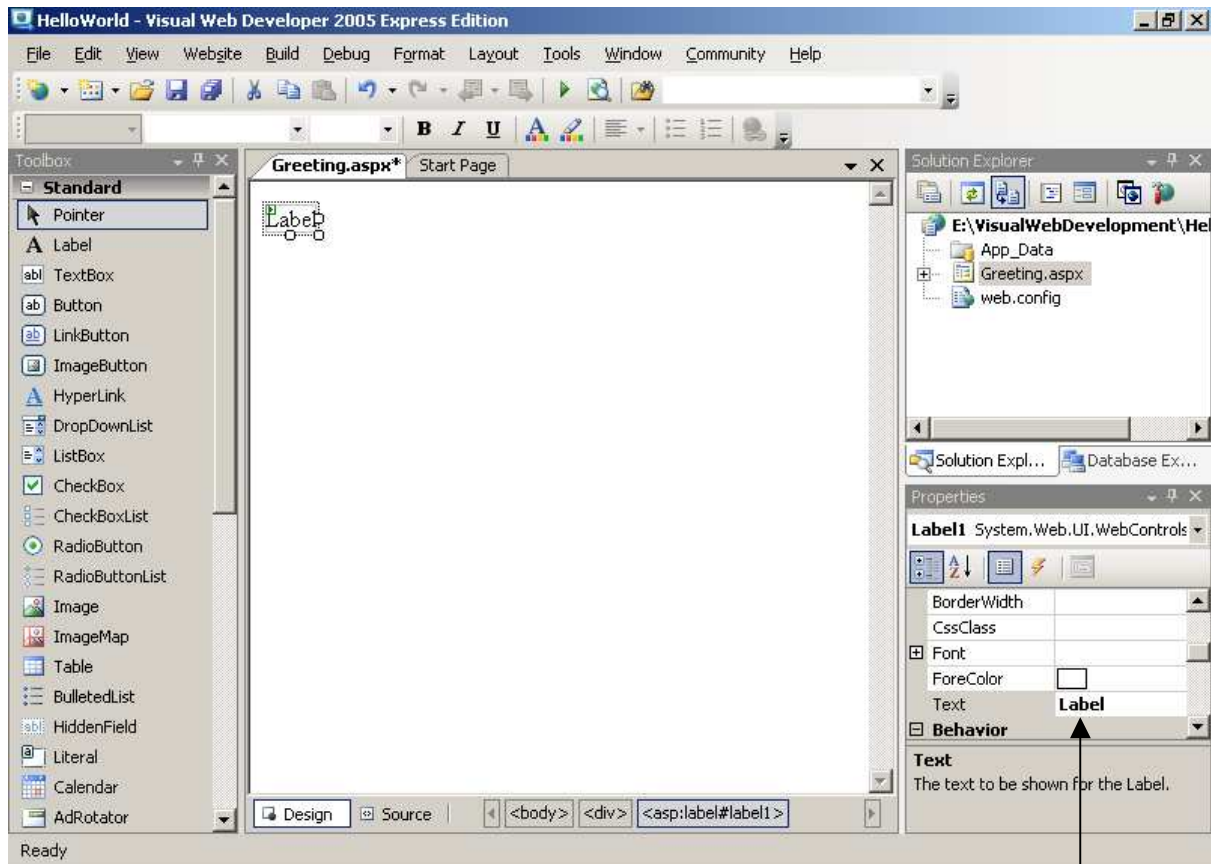 HelloWorld - Visual Web Developer 2005 Express Edition
File Edit View Website Build Debug Format Layout Tools Window Community Help
B I U A
Toolbox
Standard
Pointer
A Label
abl TextBox
ab Button
ab LinkButton
ImageButton
A HyperLink
DropDownList
ListBox
CheckBox
CheckBoxList
RadioButton
RadioButtonList
Image
ImageMap
Table
BulletedList
abl HiddenField
Literal
Calendar
AdRotator
Greeting.aspx* Start Page
Label
Design Source <body> <div> <asp:label#label1>
Solution Explorer
E:\VisualWebDevelopment\Hel
App_Data
Greeting.aspx
web.config
Solution Expl... Database Ex...
Properties
Label1 System.Web.UI.WebControls
BorderWidth
CssClass
Font
ForeColor
Text Label
Behavior
Text
The text to be shown for the Label.
Ready